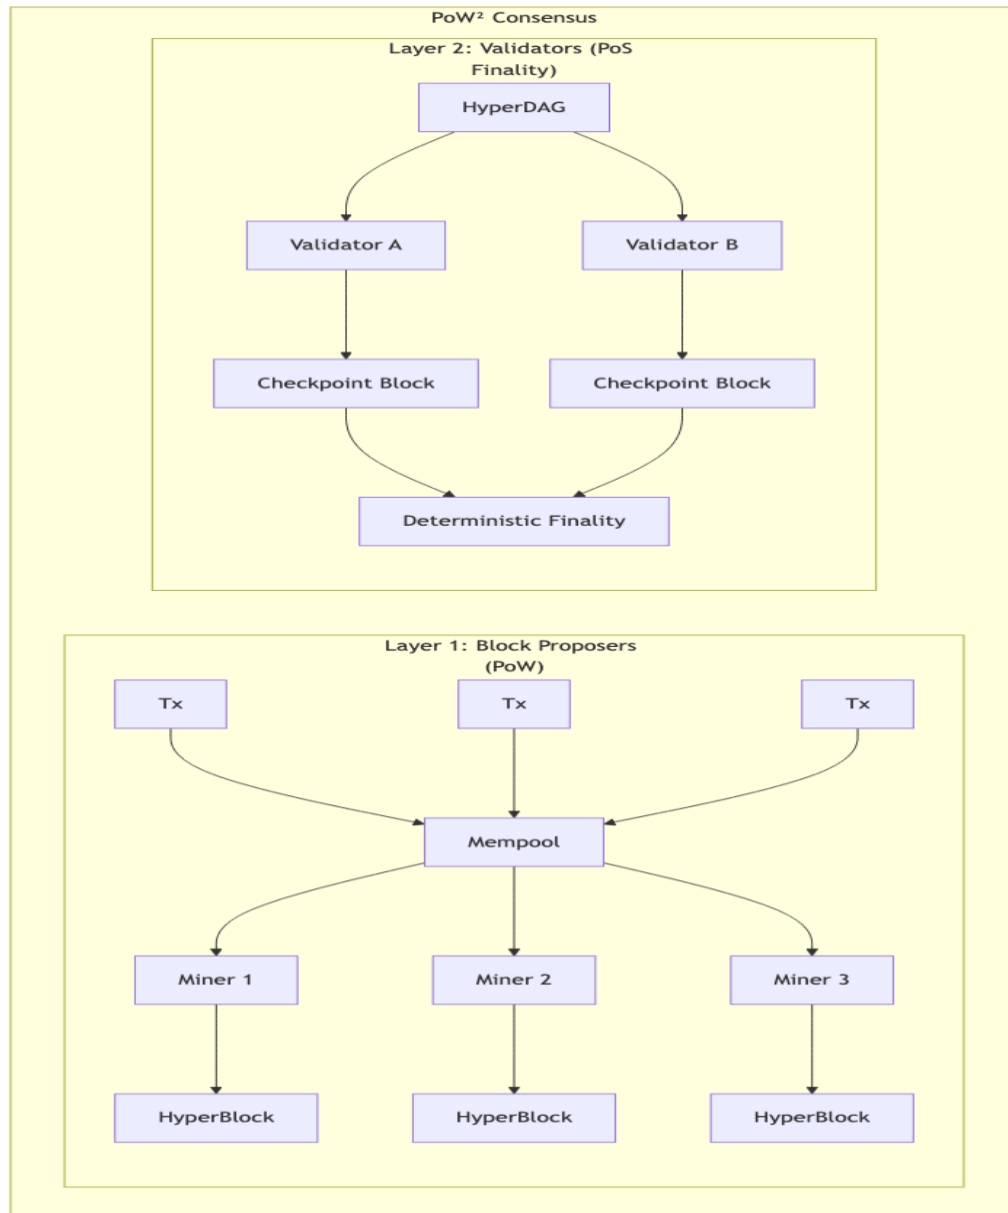 PoW² Consensus
Layer 2: Validators (PoS
Finality)
HyperDAG
Validator A
Validator B
Checkpoint Block
Checkpoint Block
Deterministic Finality
Layer 1: Block Proposers
(PoW)
Tx
Tx
Tx
Mempool
Miner 1
Miner 2
Miner 3
HyperBlock
HyperBlock
HyperBlock